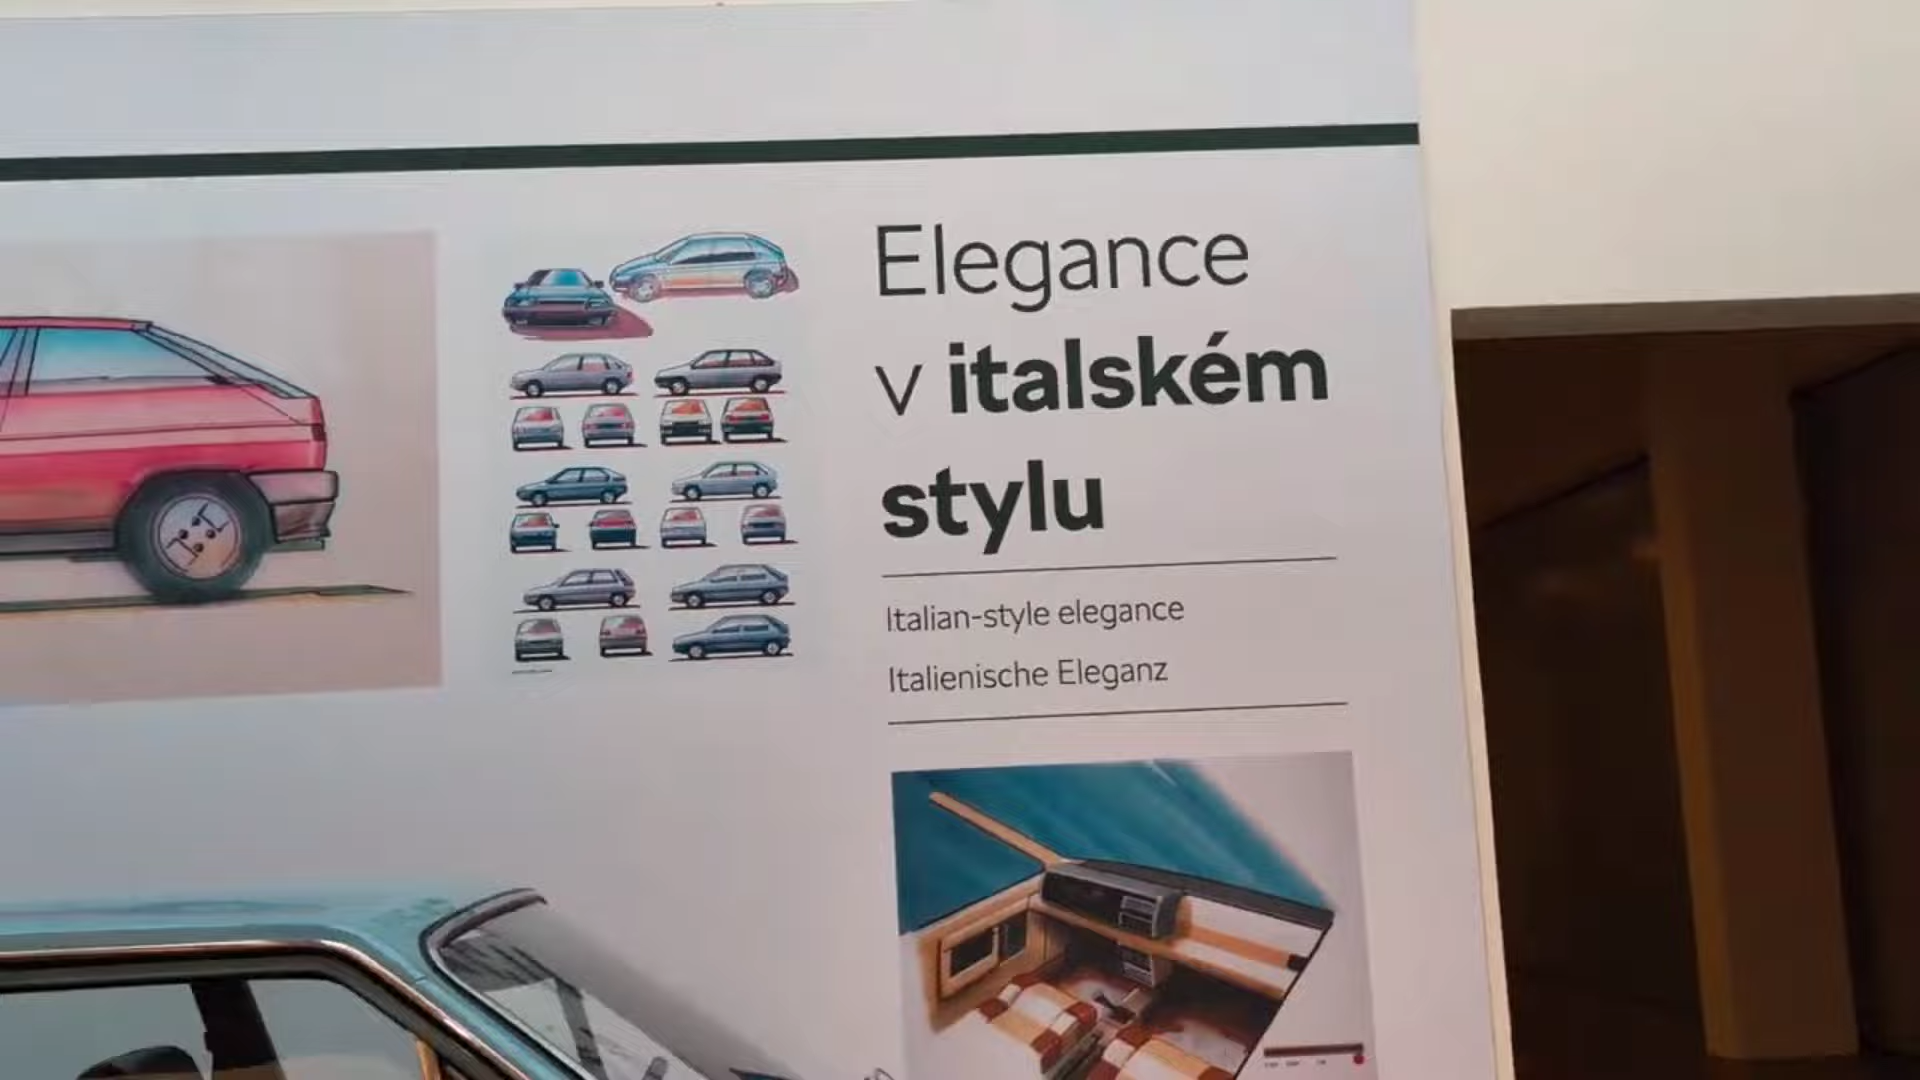 Elegance
v italském
stylu
Italian-style elegance
Italienische Eleganz